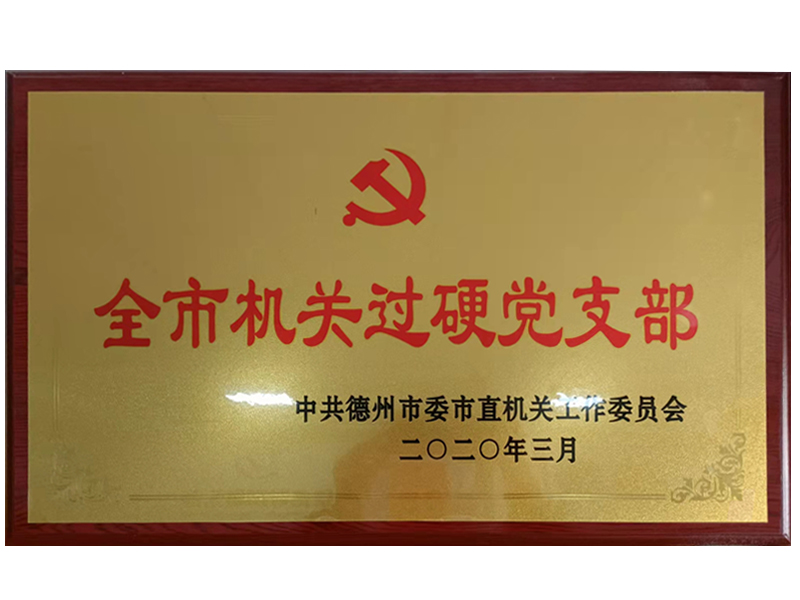 全市机关过硬党支部
中共德州市委市直机关工作委员会
二〇二〇年三月